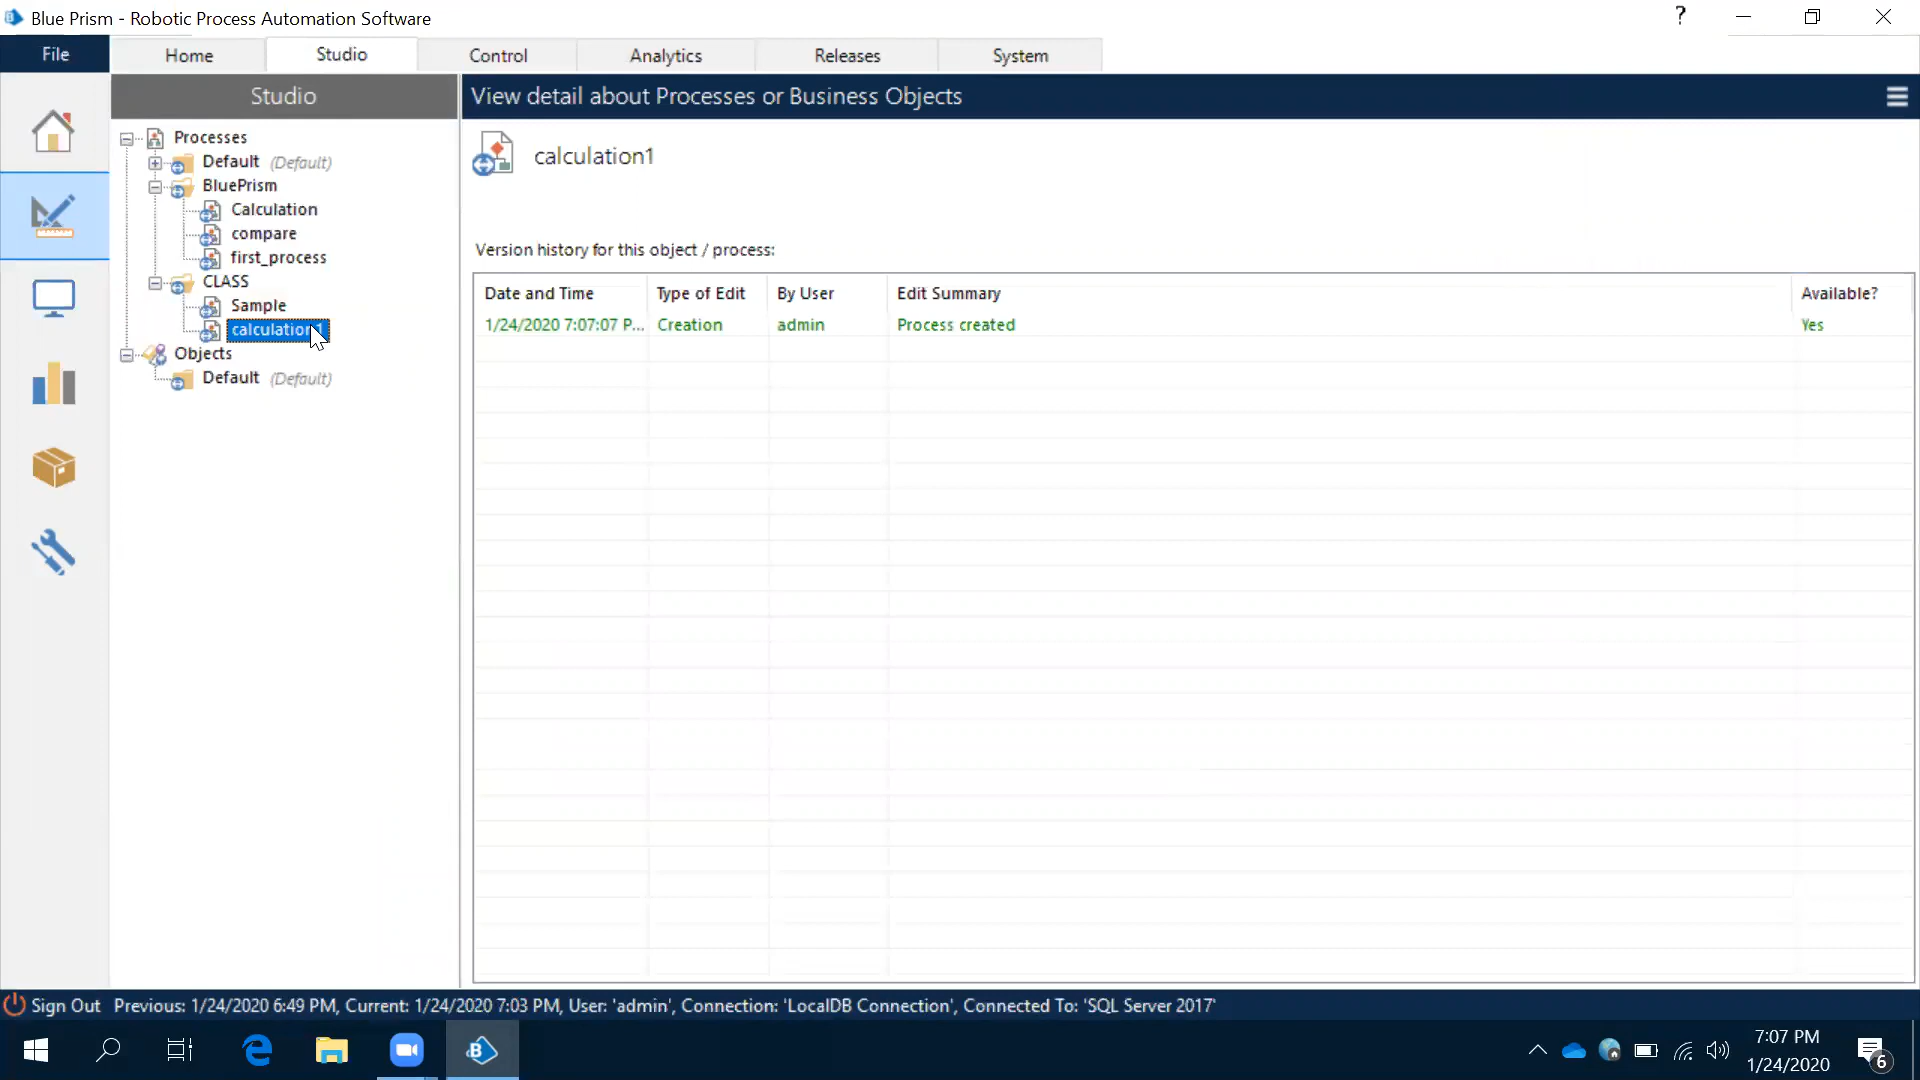 Blue Prism - Robotic Process Automation Software
?
File
Home
Studio
Control
Analytics
Releases
System
Studio
View detail about Processes or Business Objects
Processes
Default (Default)
BluePrism
Calculation
compare
first_process
CLASS
Sample
calculation1
Objects
Default (Default)
calculation1
Version history for this object / process:
Date and Time Type of Edit By User Edit Summary Available?
1/24/2020 7:07:07 P... Creation admin Process created Yes
Sign Out Previous: 1/24/2020 6:49 PM, Current: 1/24/2020 7:03 PM, User: 'admin', Connection: 'LocalDB Connection', Connected To: 'SQL Server 2017'
B
7:07 PM
1/24/2020
6